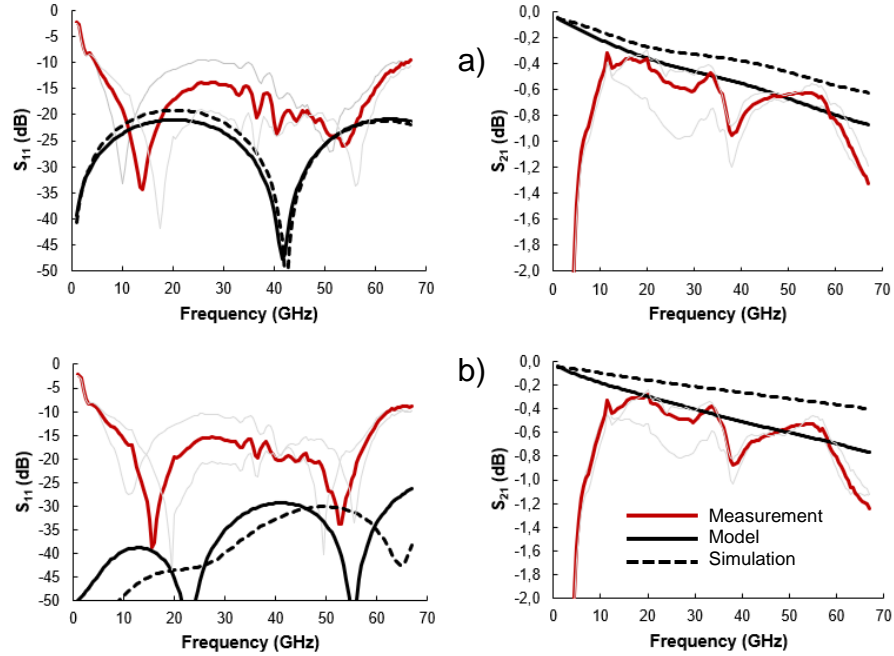 a)
S11 (dB)
0
-5
-10
-15
-20
-25
-30
-35
-40
-45
-50
0 10 20 30 40 50 60 70
Frequency (GHz)
S21 (dB)
0,0
-0,2
-0,4
-0,6
-0,8
-1,0
-1,2
-1,4
-1,6
-1,8
-2,0
0 10 20 30 40 50 60 70
Frequency (GHz)
b)
S11 (dB)
0
-5
-10
-15
-20
-25
-30
-35
-40
-45
-50
0 10 20 30 40 50 60 70
Frequency (GHz)
S21 (dB)
0,0
-0,2
-0,4
-0,6
-0,8
-1,0
-1,2
-1,4
-1,6
-1,8
-2,0
Measurement
Model
Simulation
0 10 20 30 40 50 60 70
Frequency (GHz)